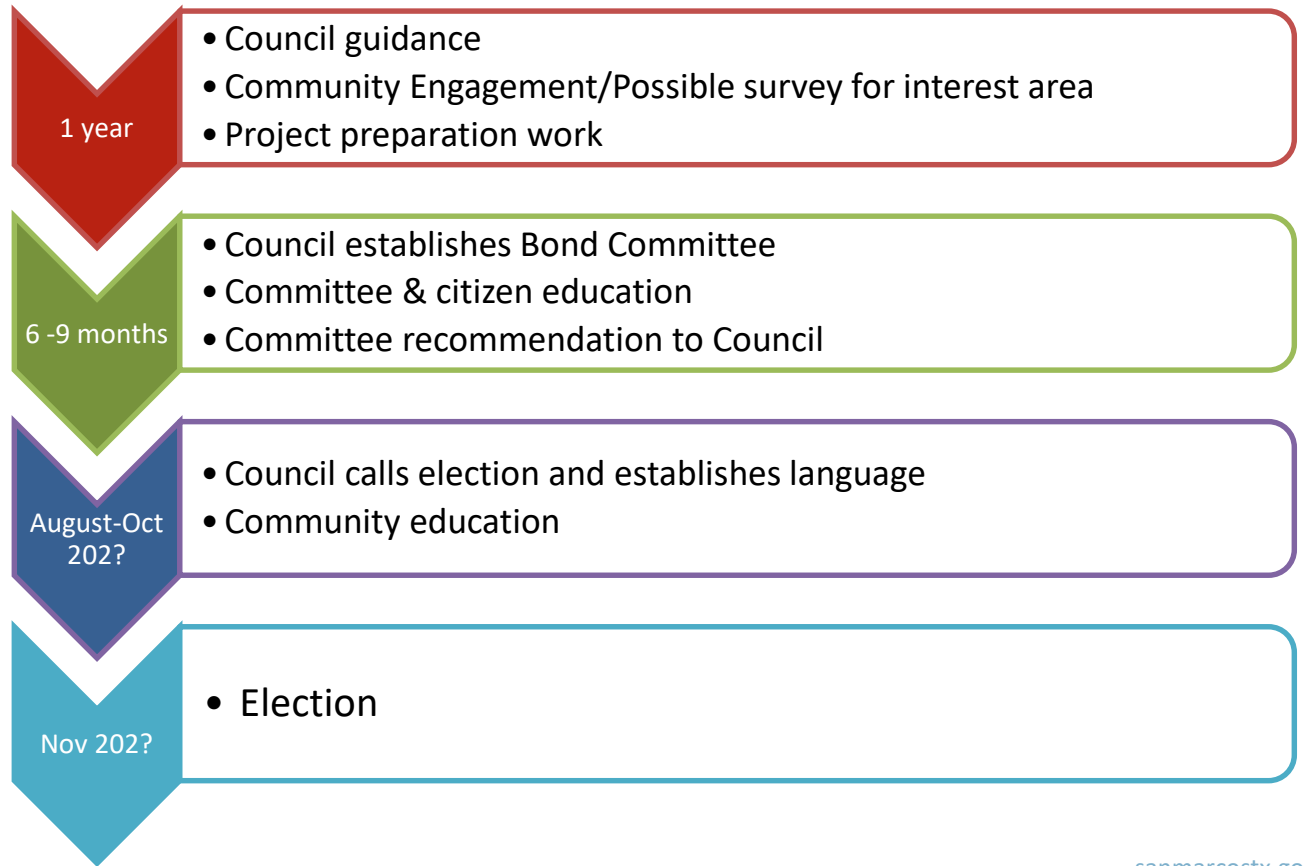 • Council guidance
• Community Engagement/Possible survey for interest area
1 year
• Project preparation work
• Council establishes Bond Committee
• Committee & citizen education
6 -9 months
• Committee recommendation to Council
• Council calls election and establishes language
• Community education
August-Oct
202?
• Election
Nov 202?